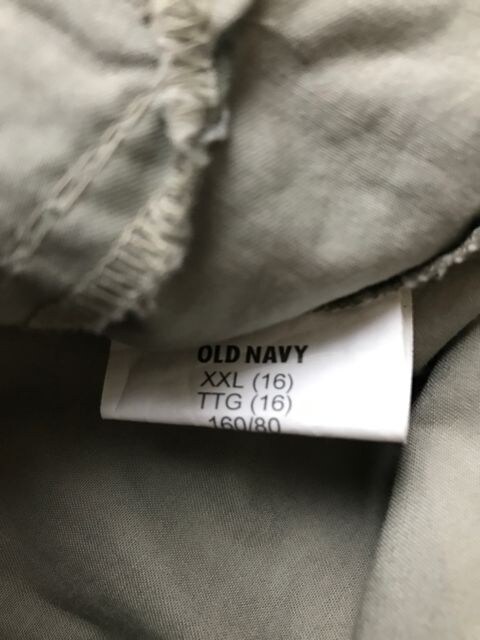 OLD NAVY
XXL (16)
TTG (16)
160/80